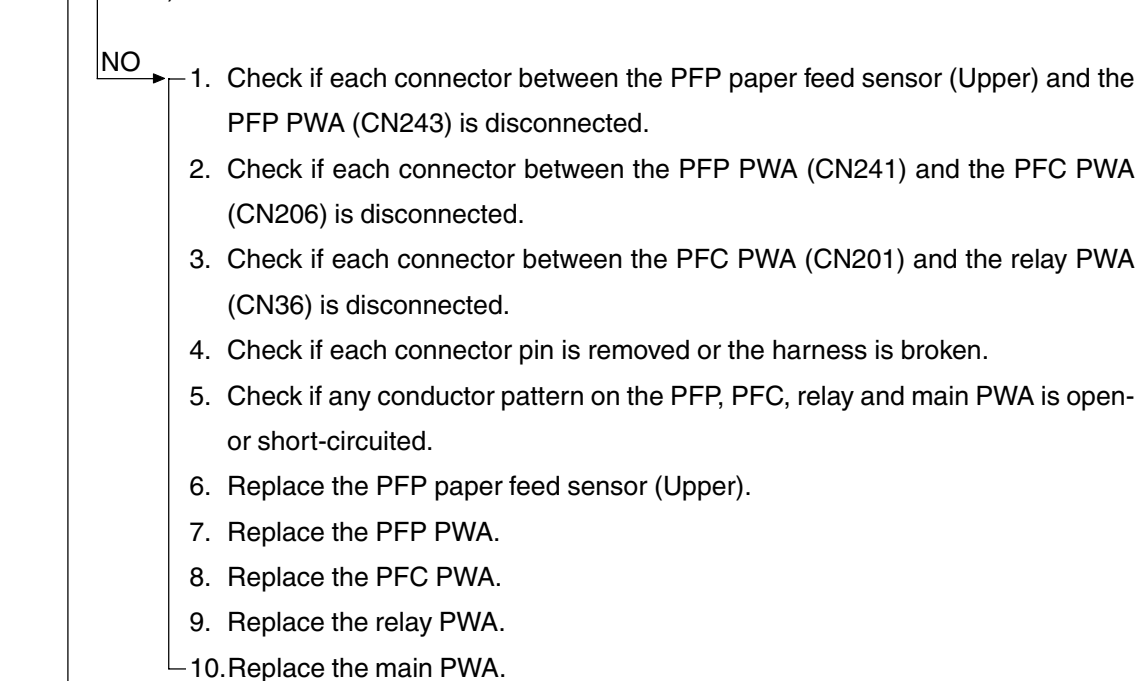 NO
1. Check if each connector between the PFP paper feed sensor (Upper) and the
PFP PWA (CN243) is disconnected.
2. Check if each connector between the PFP PWA (CN241) and the PFC PWA
(CN206) is disconnected.
3. Check if each connector between the PFC PWA (CN201) and the relay PWA
(CN36) is disconnected.
4. Check if each connector pin is removed or the harness is broken.
5. Check if any conductor pattern on the PFP, PFC, relay and main PWA is open-
or short-circuited.
6. Replace the PFP paper feed sensor (Upper).
7. Replace the PFP PWA.
8. Replace the PFC PWA.
9. Replace the relay PWA.
10.Replace the main PWA.